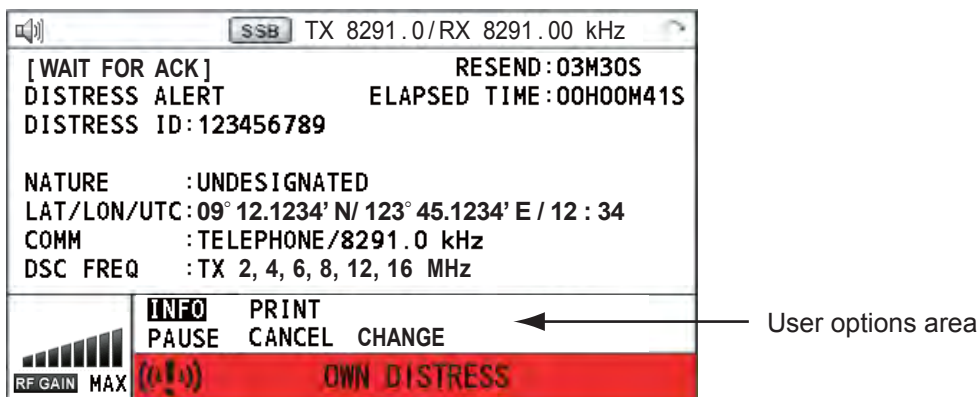 SSB TX 8291.0/RX 8291.00 kHz
[WAIT FOR ACK] RESEND:03M30S
DISTRESS ALERT ELAPSED TIME:00H00M41S
DISTRESS ID:123456789
NATURE :UNDESIGNATED
LAT/LON/UTC:09° 12.1234' N/ 123° 45.1234' E / 12 : 34
COMM :TELEPHONE/8291.0 kHz
DSC FREQ :TX 2, 4, 6, 8, 12, 16 MHz
INFO PRINT
PAUSE CANCEL CHANGE
User options area
RF GAIN MAX
OWN DISTRESS